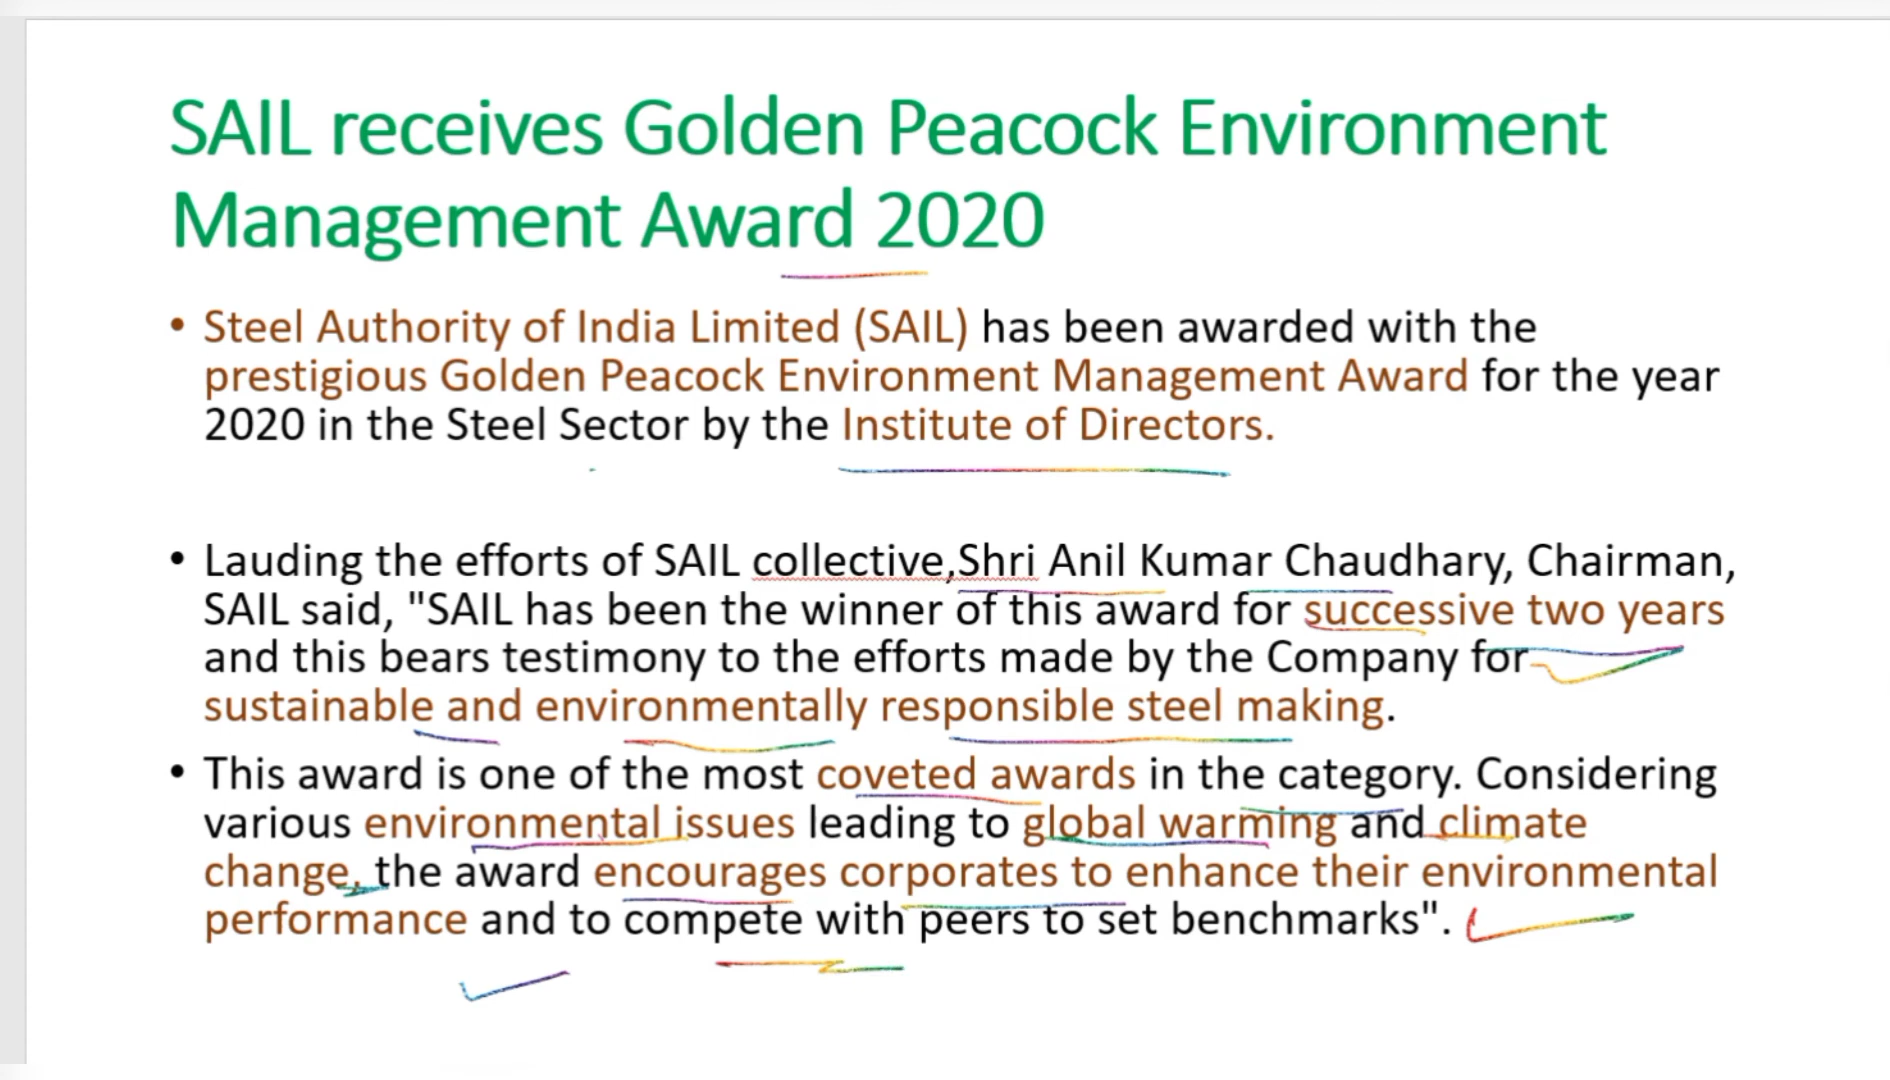 SAIL receives Golden Peacock Environment
Management Award 2020
• Steel Authority of India Limited (SAIL) has been awarded with the
prestigious Golden Peacock Environment Management Award for the year
2020 in the Steel Sector by the Institute of Directors.
• Lauding the efforts of SAIL collective,Shri Anil Kumar Chaudhary, Chairman,
SAIL said, "SAIL has been the winner of this award for successive two years
and this bears testimony to the efforts made by the Company for
sustainable and environmentally responsible steel making.
• This award is one of the most coveted awards in the category. Considering
various environmental issues leading to global warming and climate
change, the award encourages corporates to enhance their environmental
performance and to compete with peers to set benchmarks".